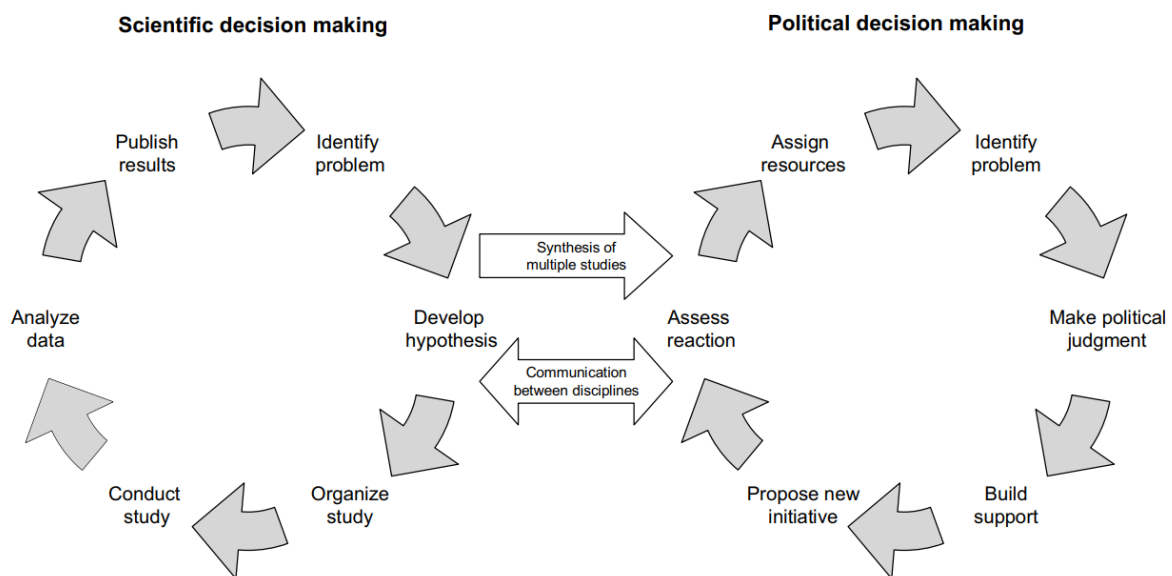 Scientific decision making
Political decision making
Publish
results
Identify
problem
Assign
resources
Identify
problem
Synthesis of
multiple studies
Analyze
data
Develop
hypothesis
Assess
reaction
Make political
judgment
Communication
between disciplines
Conduct
study
Organize
study
Propose new
initiative
Build
support